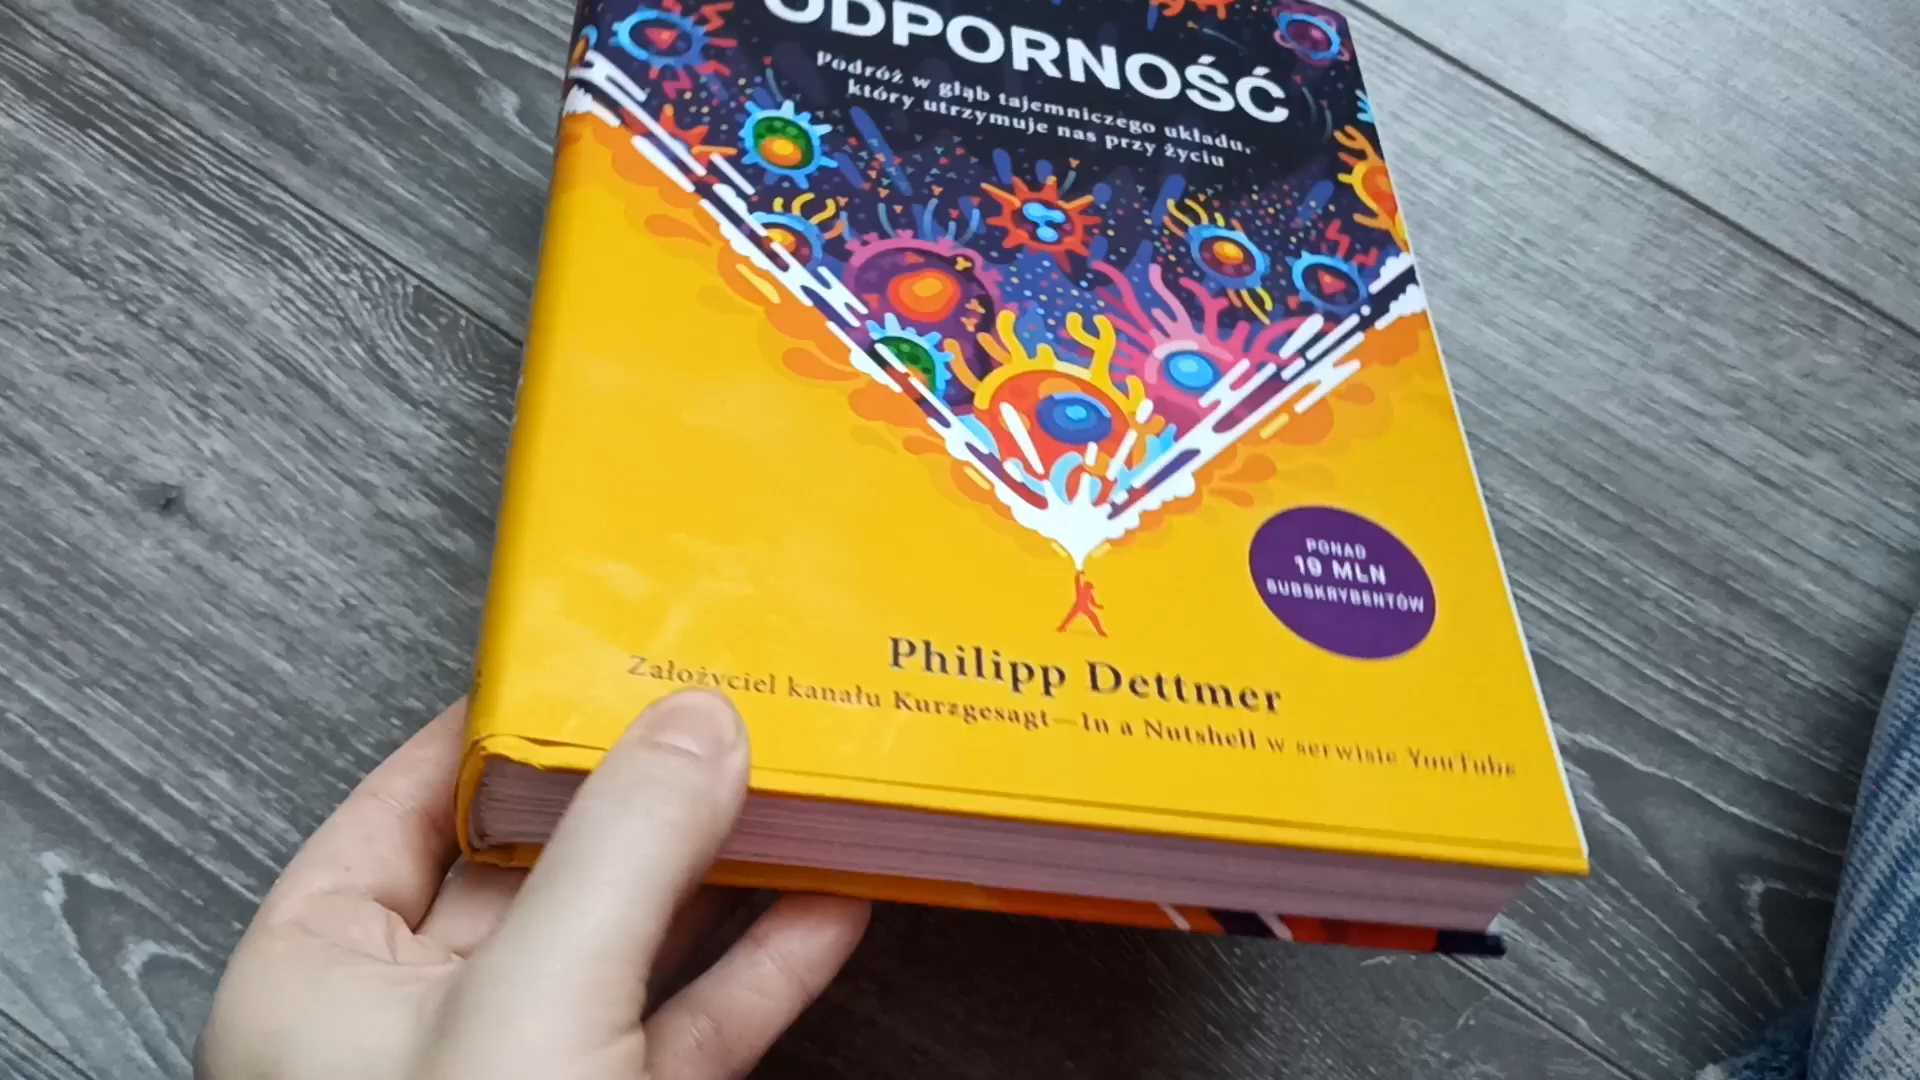 ODPORNOŚĆ
Podróż w głąb tajemniczego układu,
który utrzymuje nas przy życiu
PONAD
10 MLN
SUBSKRYBENTÓW
Philipp Dettmer
Założyciel kanału Kurzgesagt—In a Nutshell w serwisie YouTube